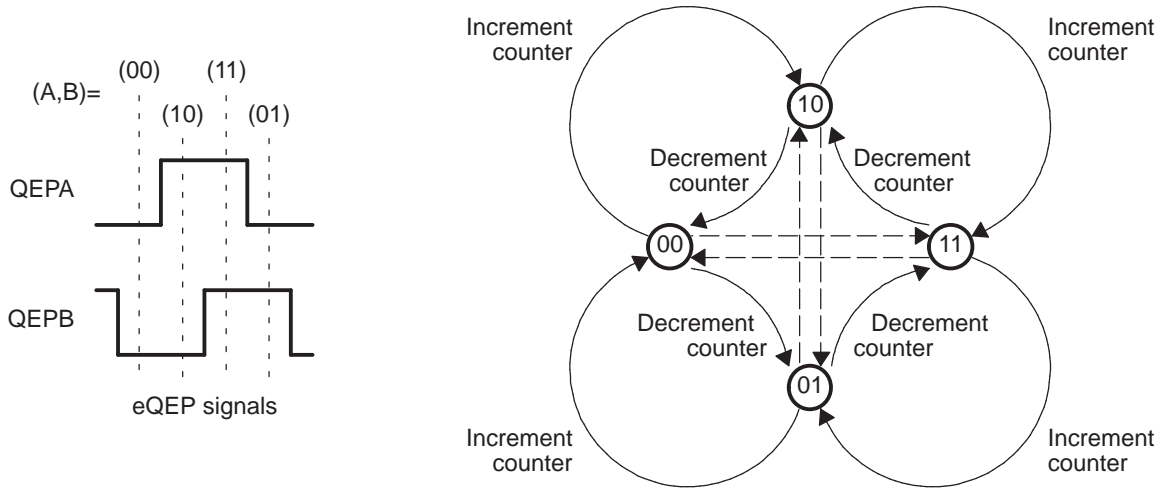 (A,B)=
(00)
(11)
(10)
(01)
QEPA
QEPB
eQEP signals
Increment
counter
Increment
counter
10
Decrement
counter
Decrement
counter
00
11
Decrement
counter
Decrement
counter
01
Increment
counter
Increment
counter